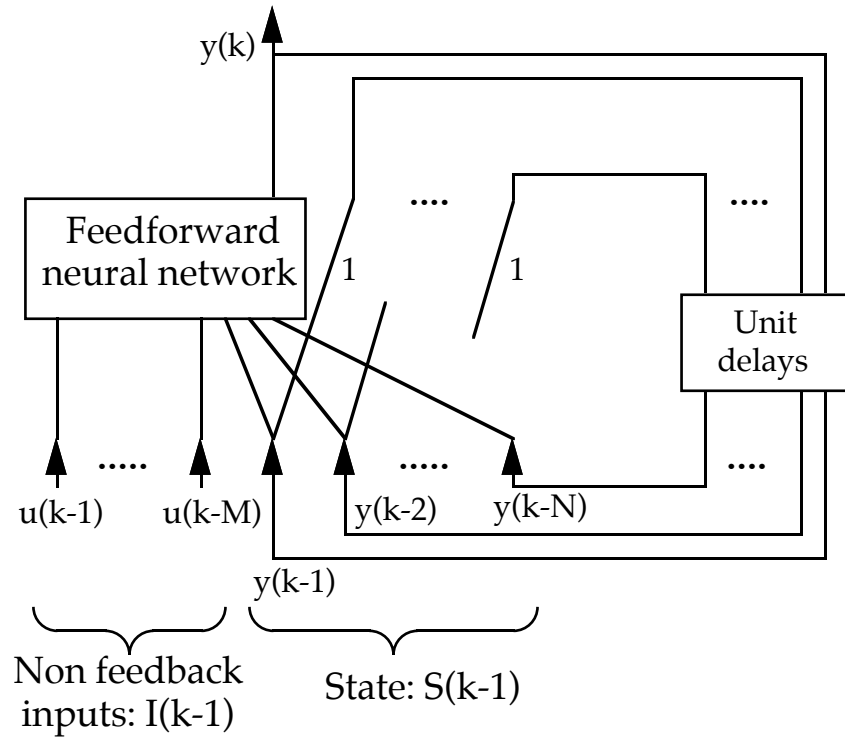 y(k)
....
....
Feedforward
neural network
1
1
Unit
delays
.....
.....
....
u(k-1)
u(k-M)
y(k-2)
y(k-N)
y(k-1)
Non feedback
inputs: I(k-1)
State: S(k-1)